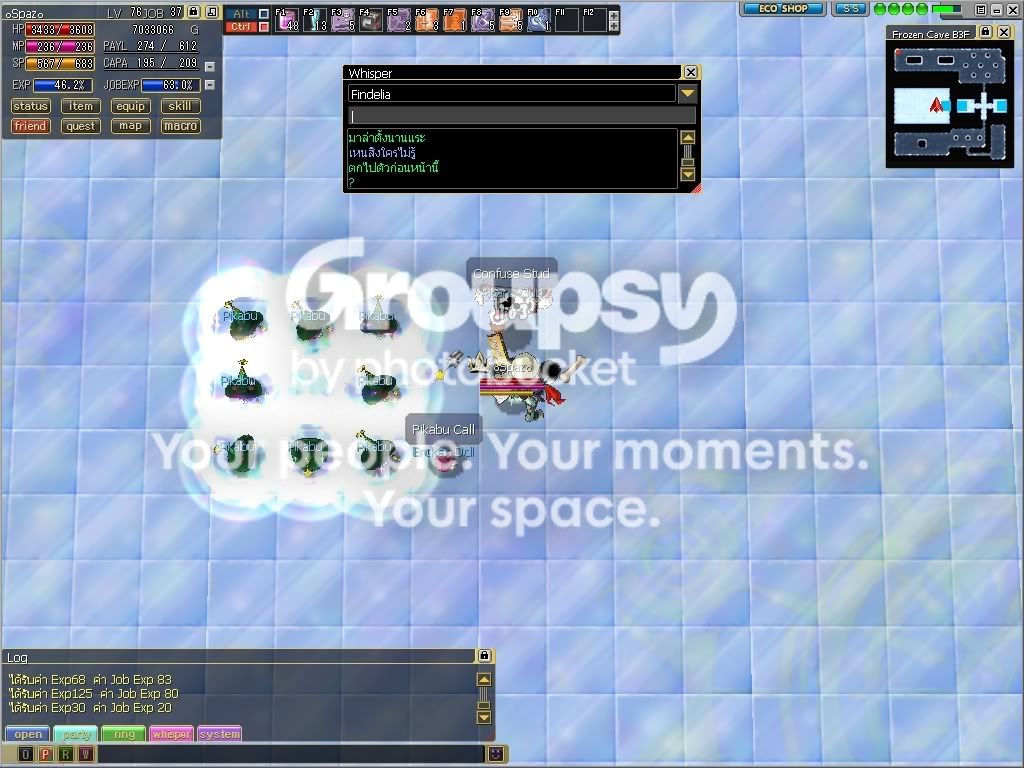 oSpazo LV 76 JOB 37
HP 3433/ 3608 7033066 G
MP 236/ 236 PAYL 274 / 612
SP 667/ 683 CAPA 195 / 209
EXP 46.2% JOBEXP 63.0%
status item equip skill
friend quest map macro
Alt F1 F2 F3 F4 F5 F6 F7 F8 F9 F10 F11 F12
Ctrl
ECO SHOP S S
Frozen Cave B3F
Whisper
Findelia
มาล่าตั้งนานแระ
เหนสิงใครไม่รู้
ตกไปตัวก่อนหน้านี้
?
Groupsy
by photobucket
Your people. Your moments.
Your space.
Confuse Stud
Pikabu Pikabu Pikabu
oSpazo
Pikabu Pikabu
Pikabu Call
Pikabu Pikabu Pikabu
Broken Doll
Log
ได้รับค่า Exp68 ค่า Job Exp 83
ได้รับค่า Exp125 ค่า Job Exp 80
ได้รับค่า Exp30 ค่า Job Exp 20
open party ring whisper system
O P R W